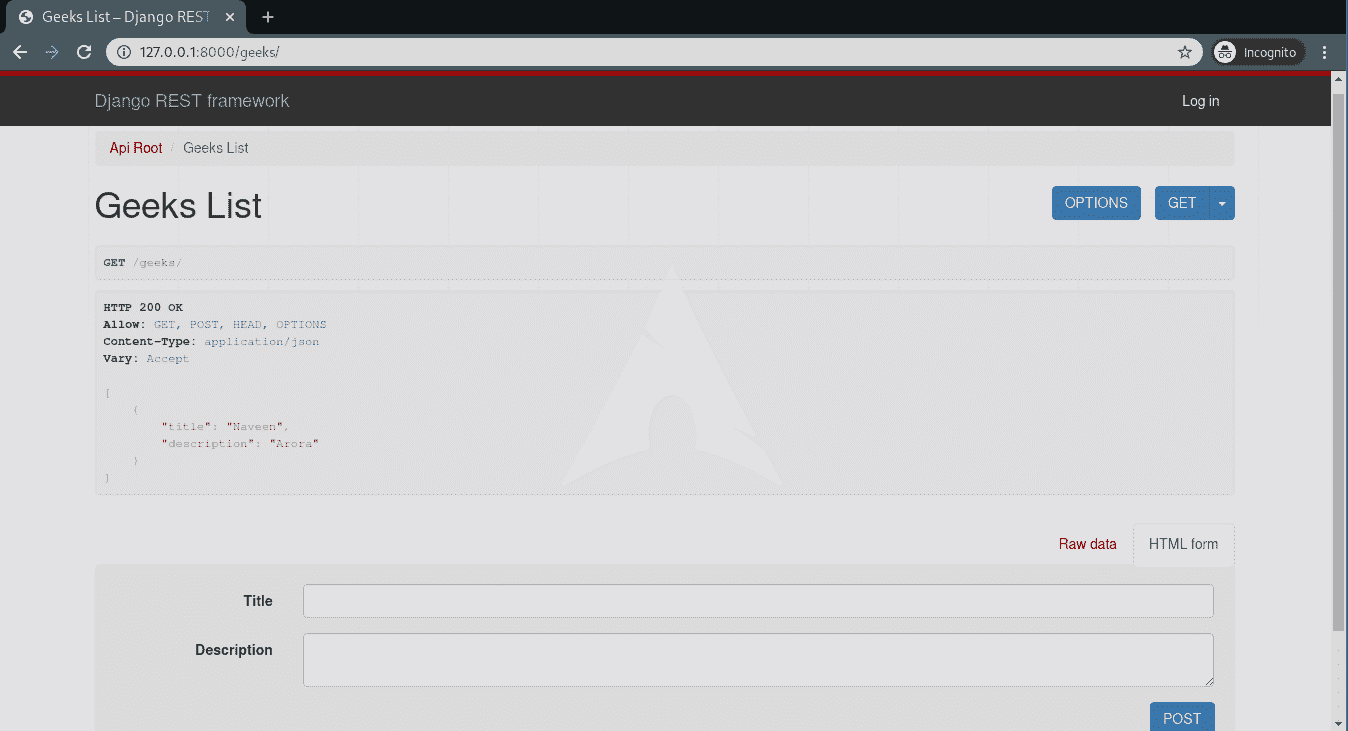 Geeks List – Django REST
127.0.0.1:8000/geeks/
Incognito
Django REST framework
Log in
Api Root / Geeks List
Geeks List
OPTIONS
GET
GET /geeks/
HTTP 200 OK
Allow: GET, POST, HEAD, OPTIONS
Content-Type: application/json
Vary: Accept
[
{
"title": "Naveen",
"description": "Arora"
}
]
Raw data
HTML form
Title
Description
POST